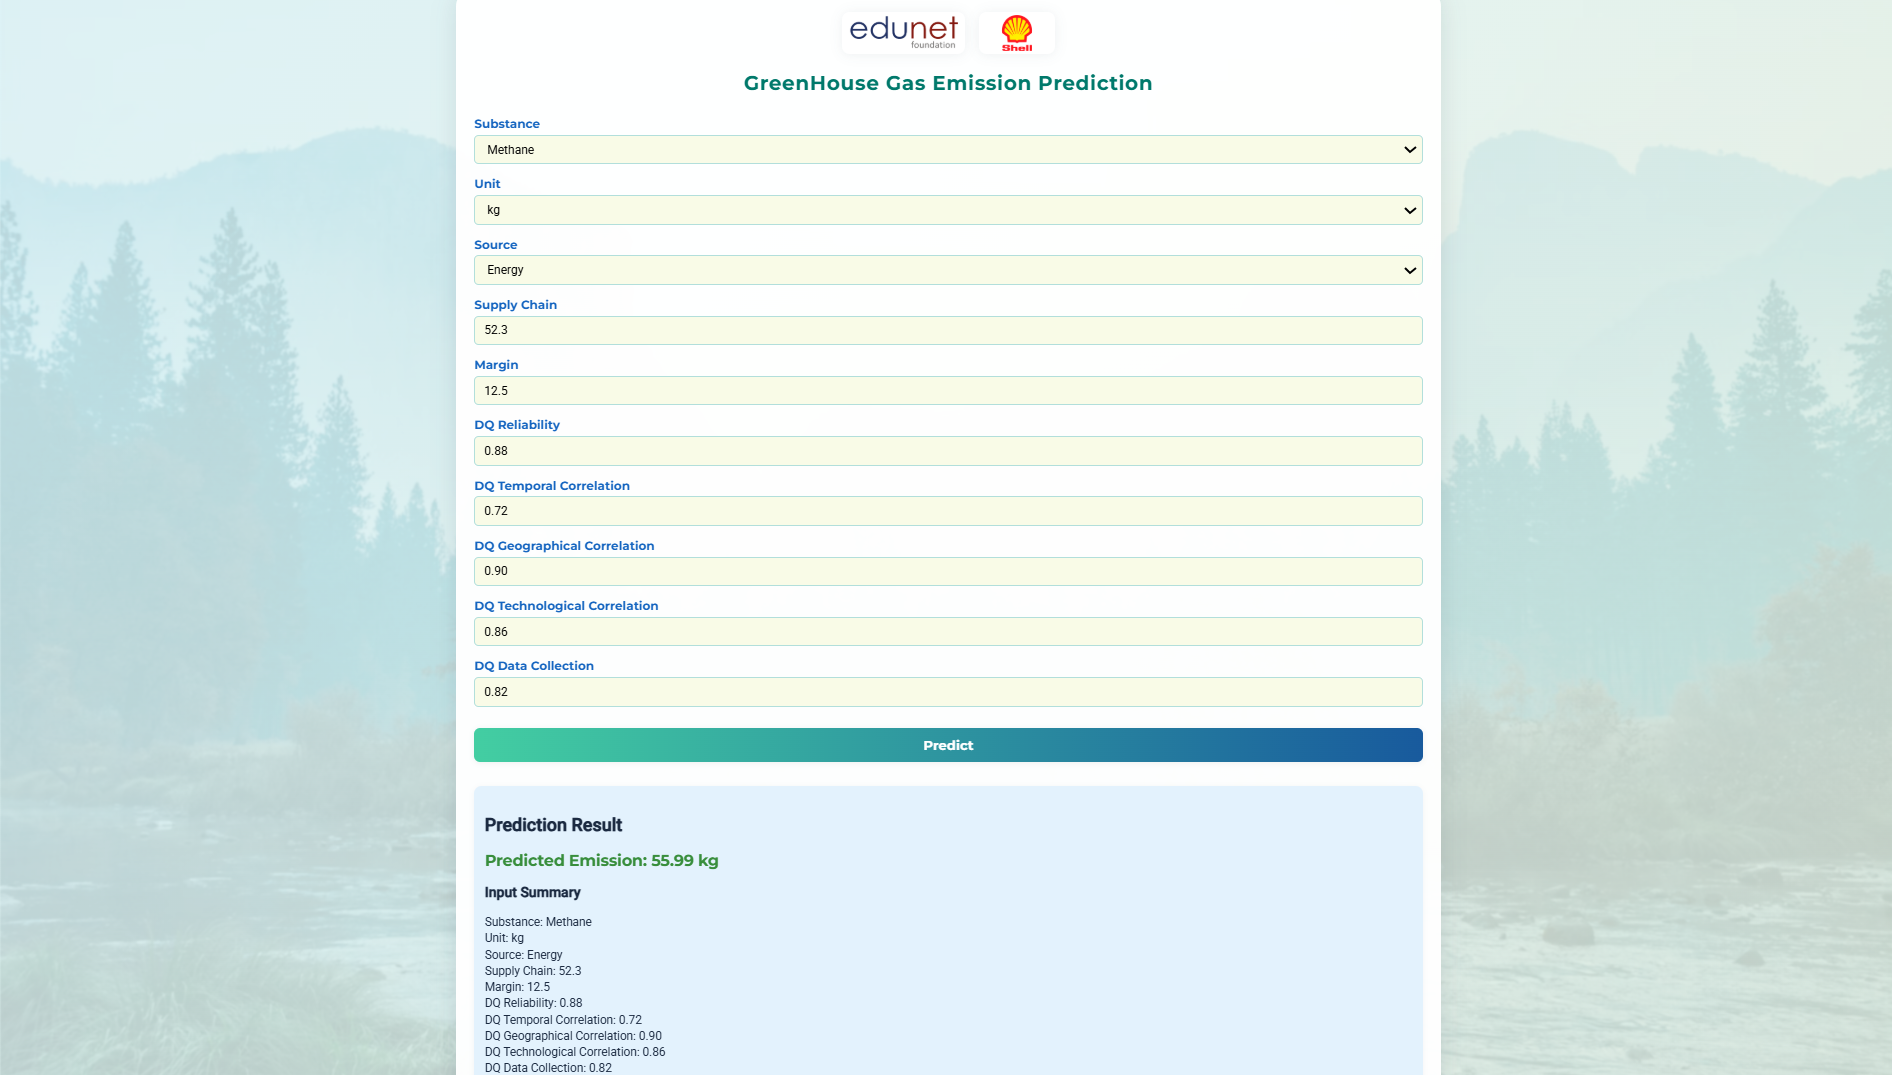 edunet
foundation
Shell
GreenHouse Gas Emission Prediction
Substance
Methane
Unit
kg
Source
Energy
Supply Chain
52.3
Margin
12.5
DQ Reliability
0.88
DQ Temporal Correlation
0.72
DQ Geographical Correlation
0.90
DQ Technological Correlation
0.86
DQ Data Collection
0.82
Predict
Prediction Result
Predicted Emission: 55.99 kg
Input Summary
Substance: Methane
Unit: kg
Source: Energy
Supply Chain: 52.3
Margin: 12.5
DQ Reliability: 0.88
DQ Temporal Correlation: 0.72
DQ Geographical Correlation: 0.90
DQ Technological Correlation: 0.86
DQ Data Collection: 0.82